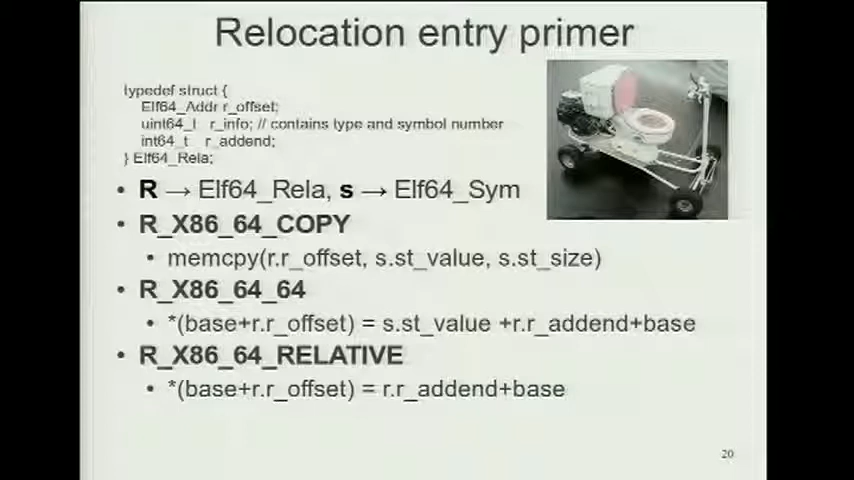 Relocation entry primer
typedef struct {
Elf64_Addr r_offset;
uint64_t r_info; // contains type and symbol number
int64_t r_addend;
} Elf64_Rela;
• R → Elf64_Rela, s → Elf64_Sym
• R_X86_64_COPY
• memcpy(r.r_offset, s.st_value, s.st_size)
• R_X86_64_64
• *(base+r.r_offset) = s.st_value +r.r_addend+base
• R_X86_64_RELATIVE
• *(base+r.r_offset) = r.r_addend+base
20